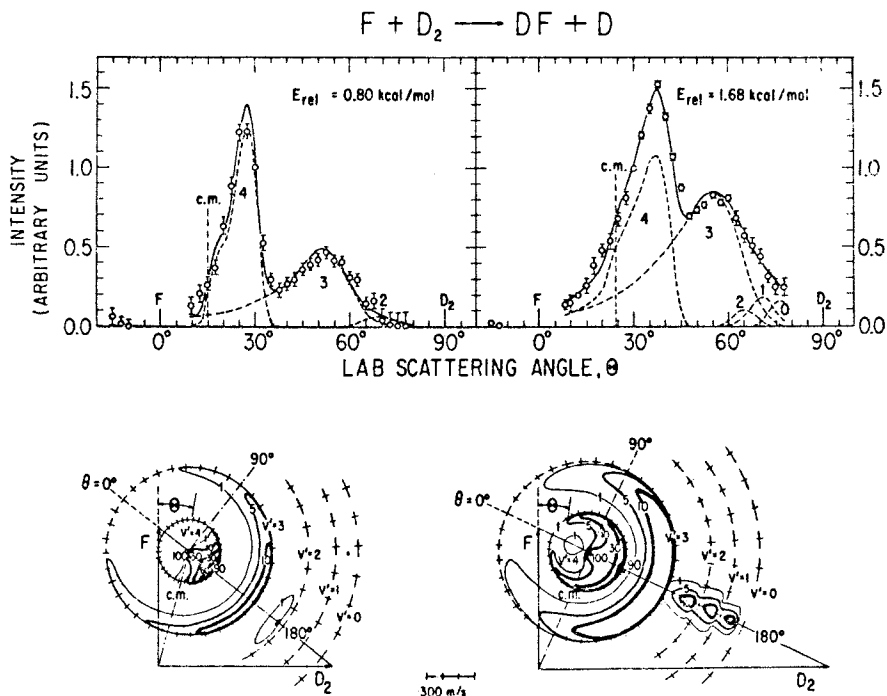 F + D₂ ⟶ DF + D
INTENSITY
(ARBITRARY UNITS)
1.5
1.0
0.5
0.0
E_rel = 0.80 kcal/mol
c.m.
4
F
3
2
D₂
0° 30° 60° 90°
E_rel = 1.68 kcal/mol
c.m.
4
3
F
2
1
0
D₂
1.5
1.0
0.5
0.0
0° 30° 60° 90°
LAB SCATTERING ANGLE, Θ
θ = 0°
90°
Θ
F
V'=4
100
90
1
5
10
V'=3
V'=2
V'=1
V'=0
c.m.
180°
D₂
300 m/s
θ = 0°
90°
Θ
F
V'=4
100
90
30
5
10
V'=3
V'=2
V'=1
V'=0
c.m.
180°
D₂